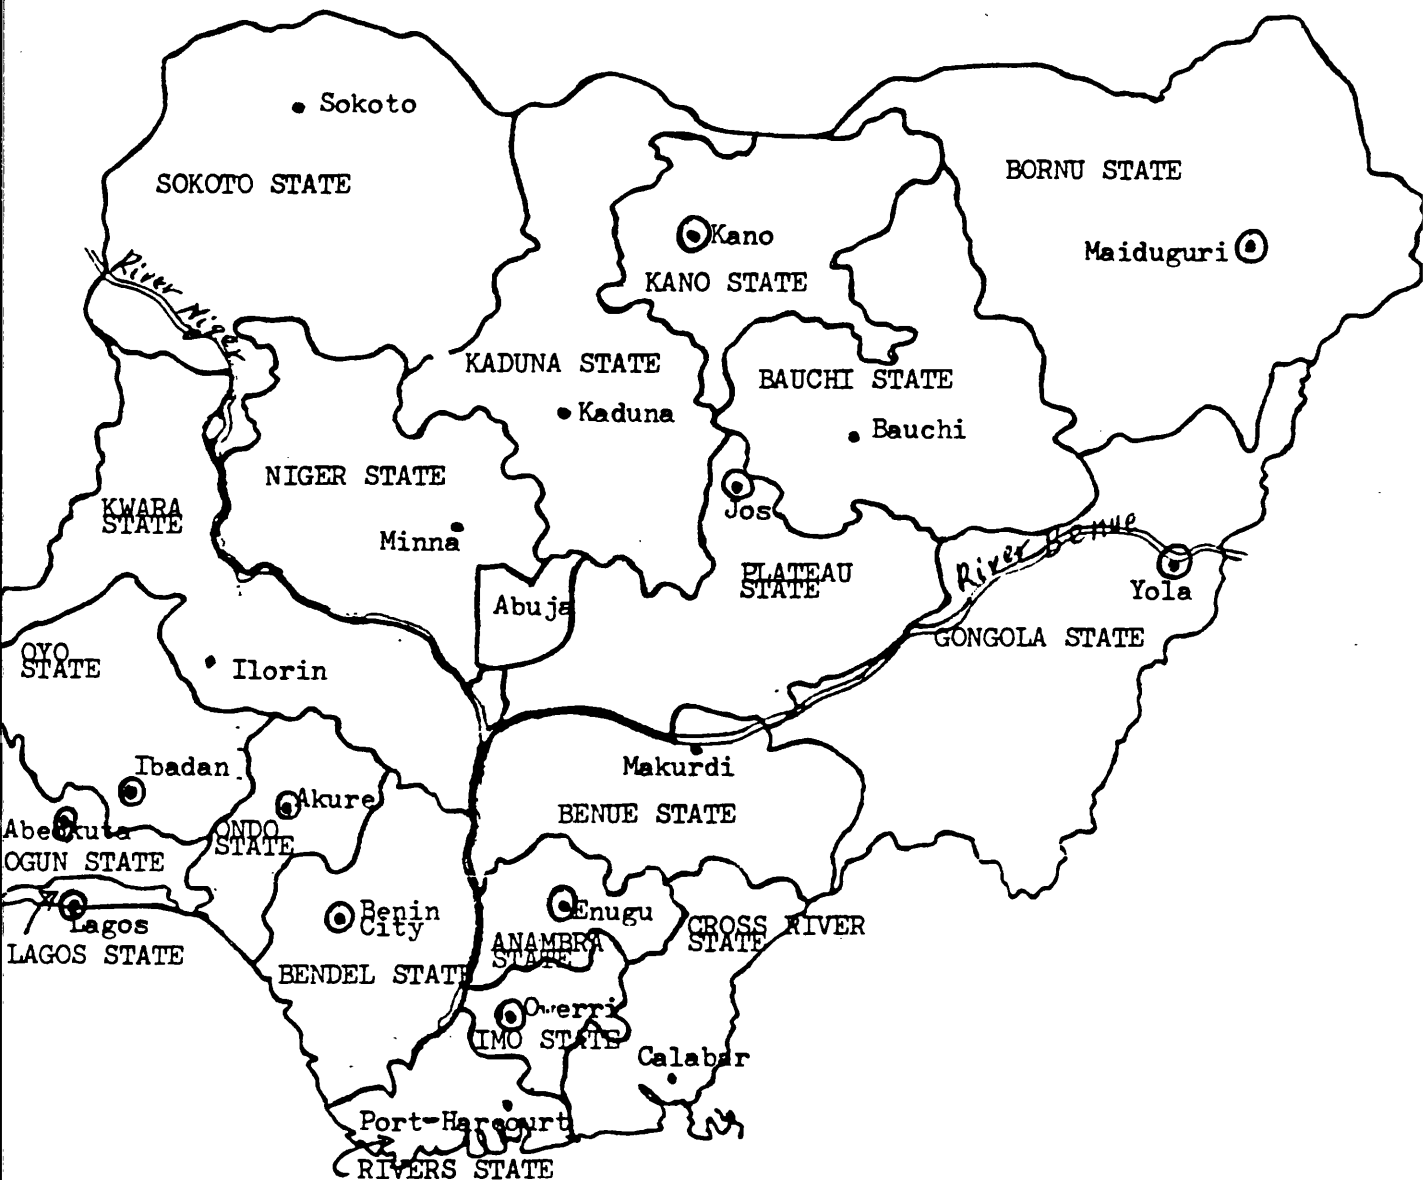 Sokoto
SOKOTO STATE
BORNU STATE
Kano
Maiduguri
River Niger
KANO STATE
KADUNA STATE
BAUCHI STATE
Kaduna
Bauchi
NIGER STATE
KWARA
STATE
Jos
Minna
River Benue
PLATEAU
STATE
Yola
Abuja
GONGOLA STATE
OYO
STATE
Ilorin
Ibadan
Makurdi
Akure
BENUE STATE
Abeokuta
ONDO
STATE
OGUN STATE
Benin
City
Enugu
Lagos
CROSS RIVER
STATE
LAGOS STATE
ANAMBRA
STATE
BENDEL STATE
Owerri
IMO STATE
Calabar
Port-Harcourt
RIVERS STATE